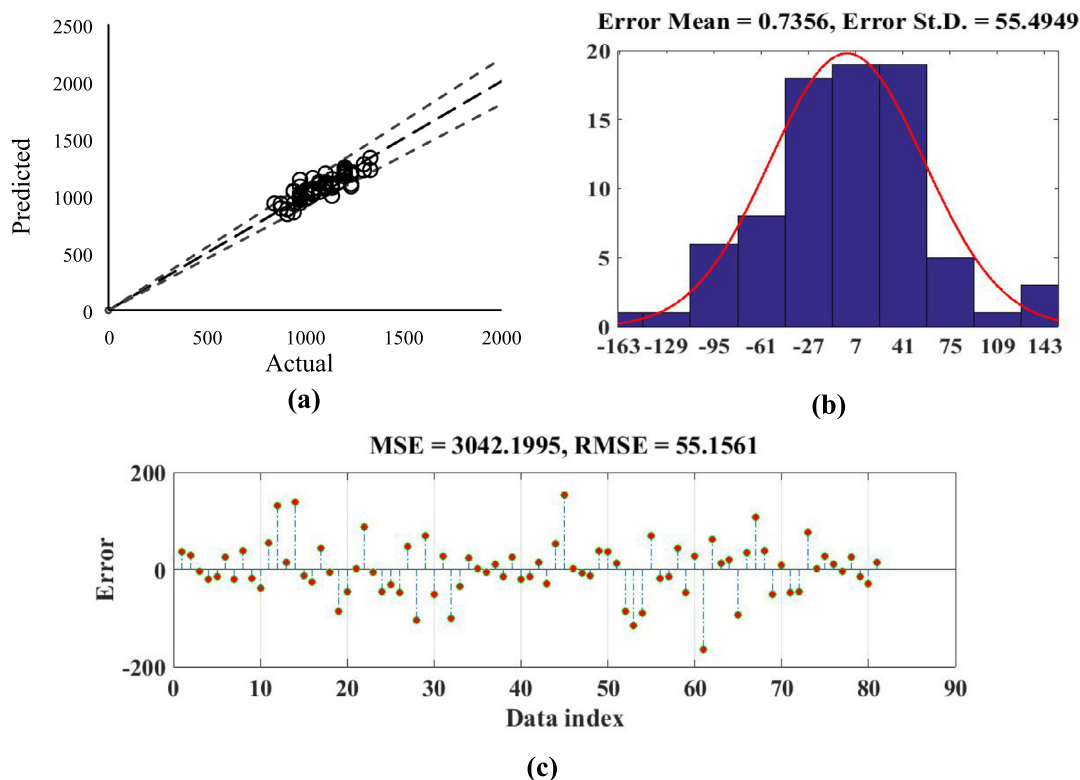 2500
2000
1500
1000
500
0
Predicted
0 500 1000 1500 2000
Actual
(a)
Error Mean = 0.7356, Error St.D. = 55.4949
20
15
10
5
0
-163 -129 -95 -61 -27 7 41 75 109 143
(b)
MSE = 3042.1995, RMSE = 55.1561
200
0
-200
Error
0 10 20 30 40 50 60 70 80 90
Data index
(c)